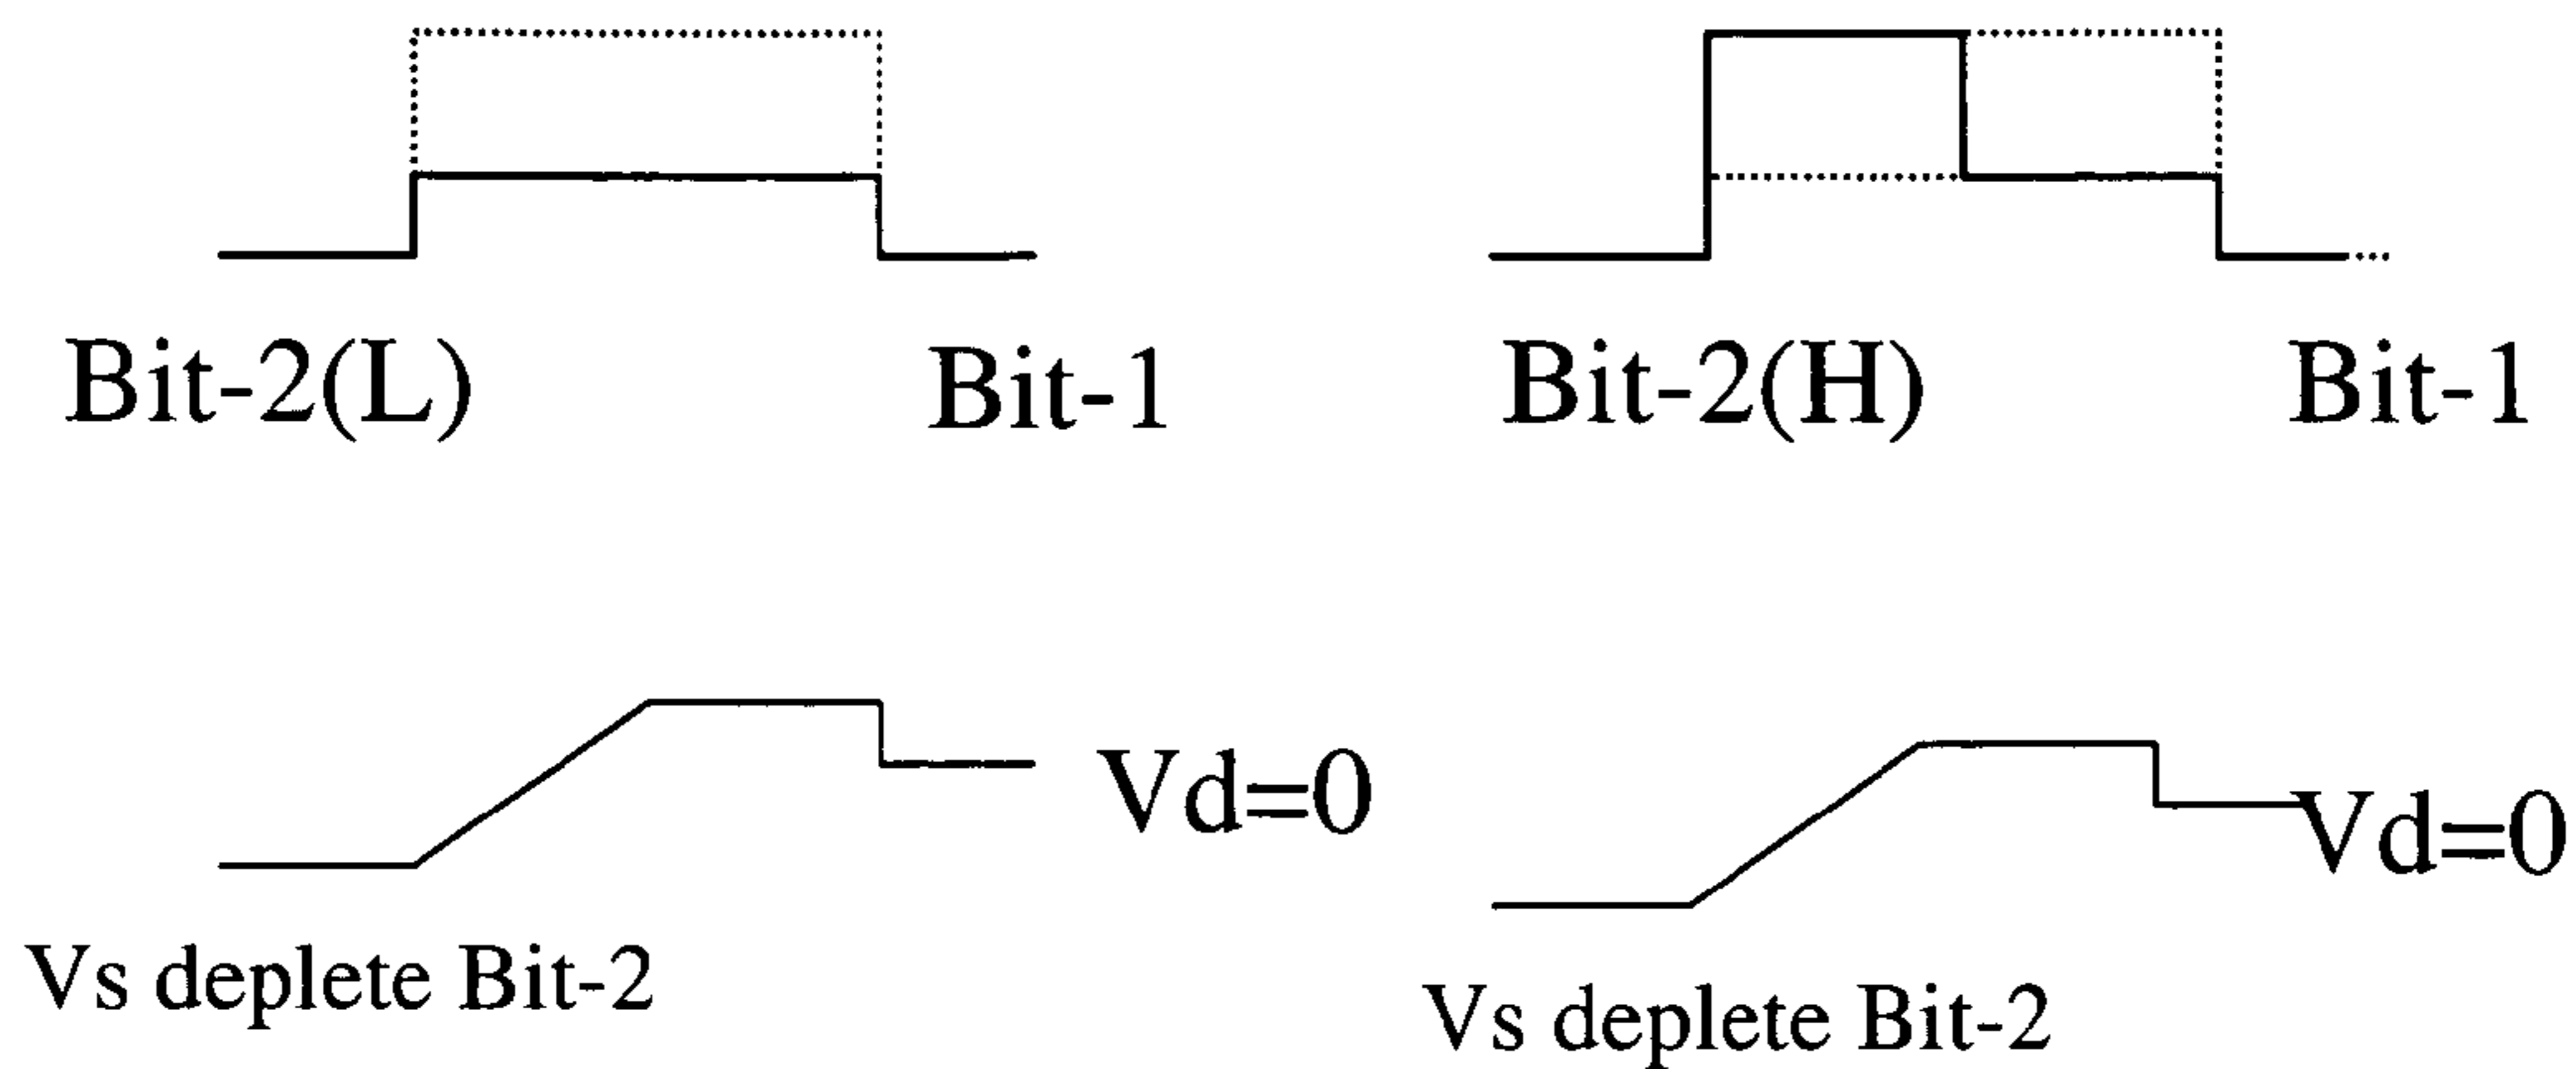 Bit-2(L) Bit-1 Bit-2(H) Bit-1
Vd=0 Vd=0
Vs deplete Bit-2 Vs deplete Bit-2